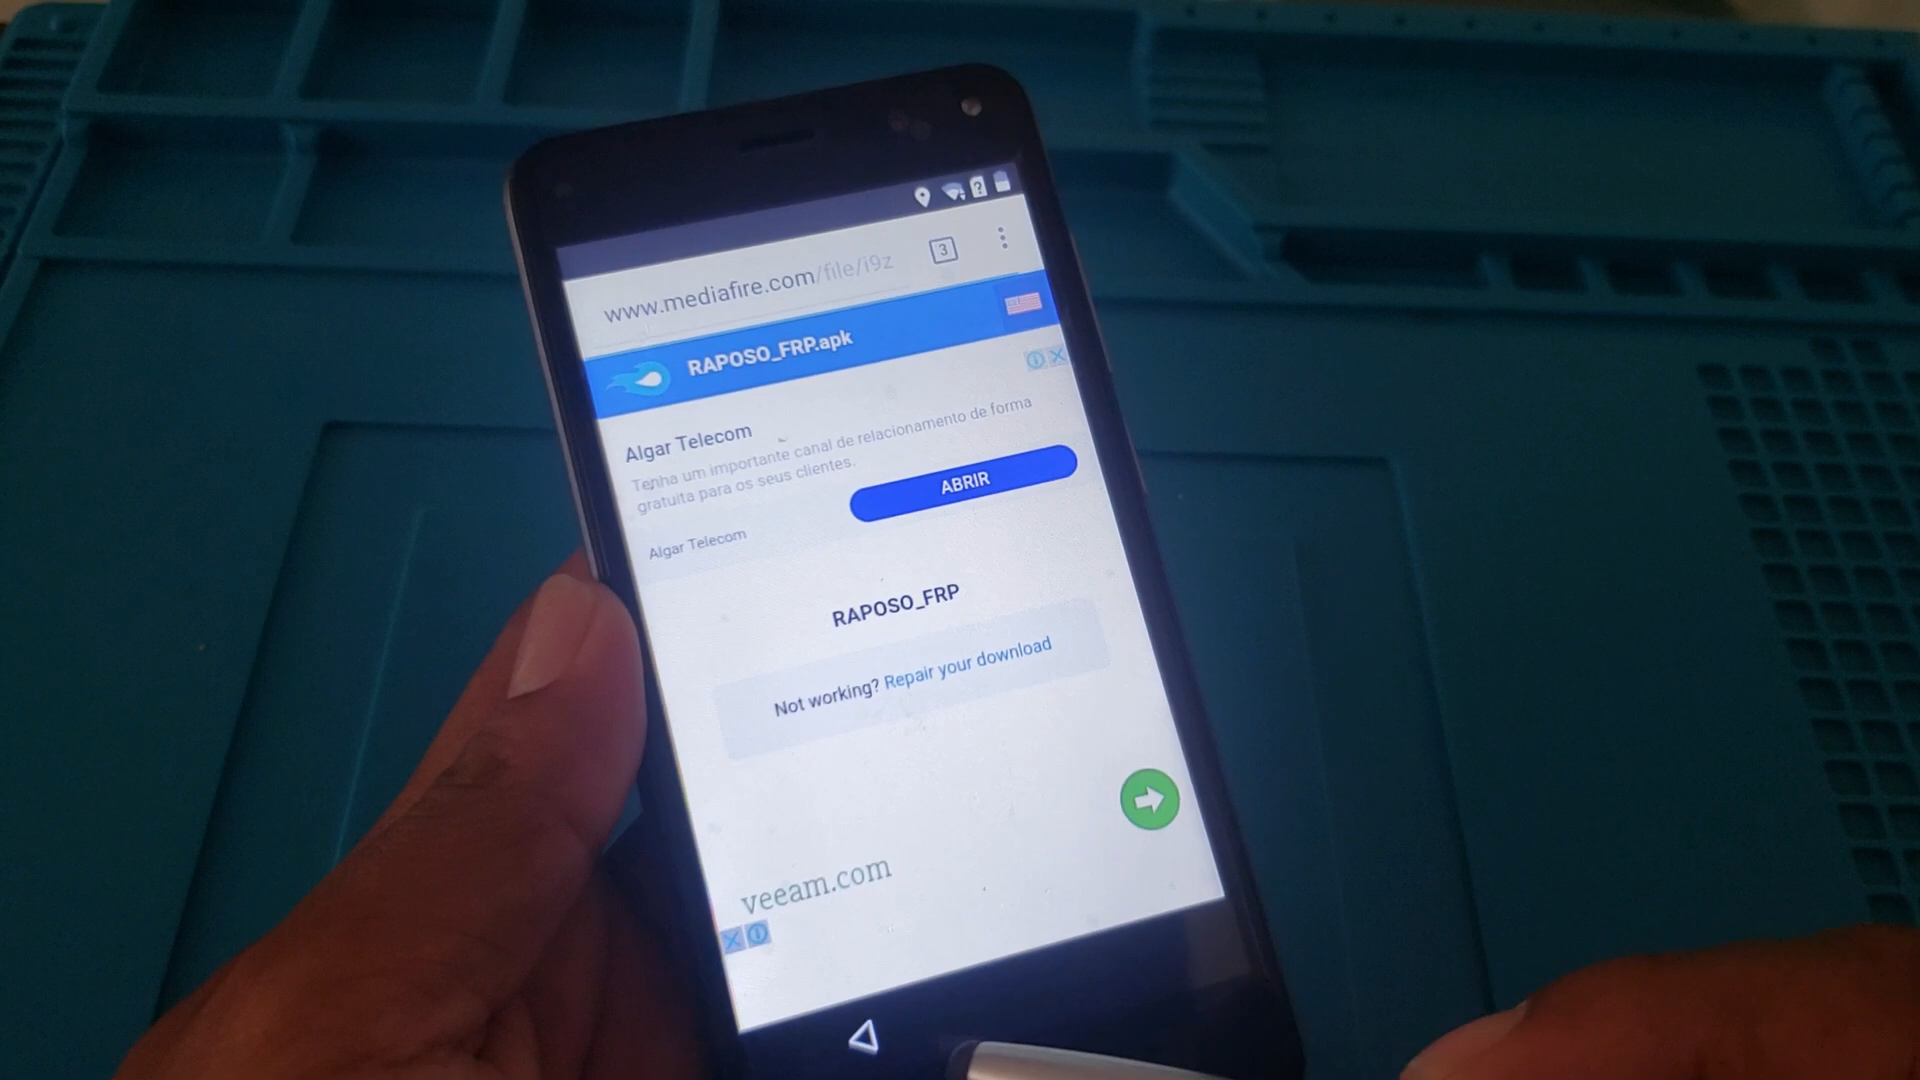 www.mediafire.com/file/i9z
3
RAPOSO_FRP.apk
Algar Telecom
Tenha um importante canal de relacionamento de forma
gratuita para os seus clientes.
ABRIR
Algar Telecom
RAPOSO_FRP
Not working? Repair your download
veeam.com